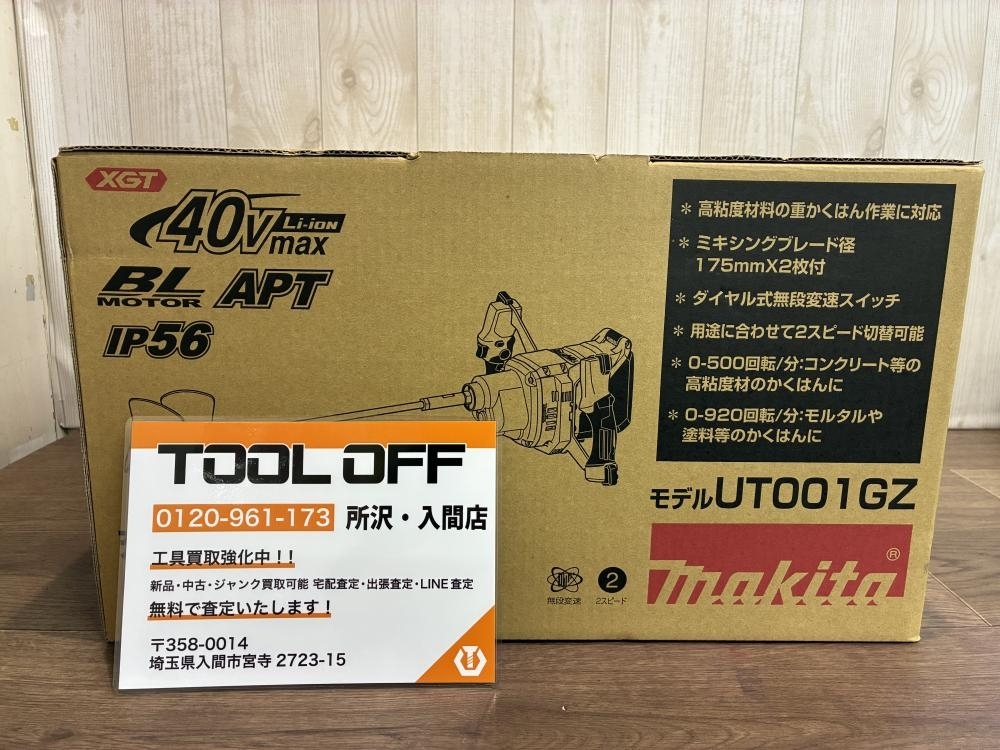 XGT
40Vmax Li-ion
BL MOTOR APT
IP56
＊ 高粘度材料の重かくはん作業に対応
＊ ミキシングブレード径
175mmX2枚付
＊ ダイヤル式無段変速スイッチ
＊ 用途に合わせて2スピード切替可能
＊ 0-500回転/分:コンクリート等の
高粘度材のかくはんに
＊ 0-920回転/分:モルタルや
塗料等のかくはんに
モデル UT001GZ
makita®
無段変速
2
2スピード
TOOL OFF
0120-961-173 所沢・入間店
工具買取強化中！！
新品・中古・ジャンク買取可能 宅配査定・出張査定・LINE査定
無料で査定いたします！
〒358-0014
埼玉県入間市宮寺 2723-15